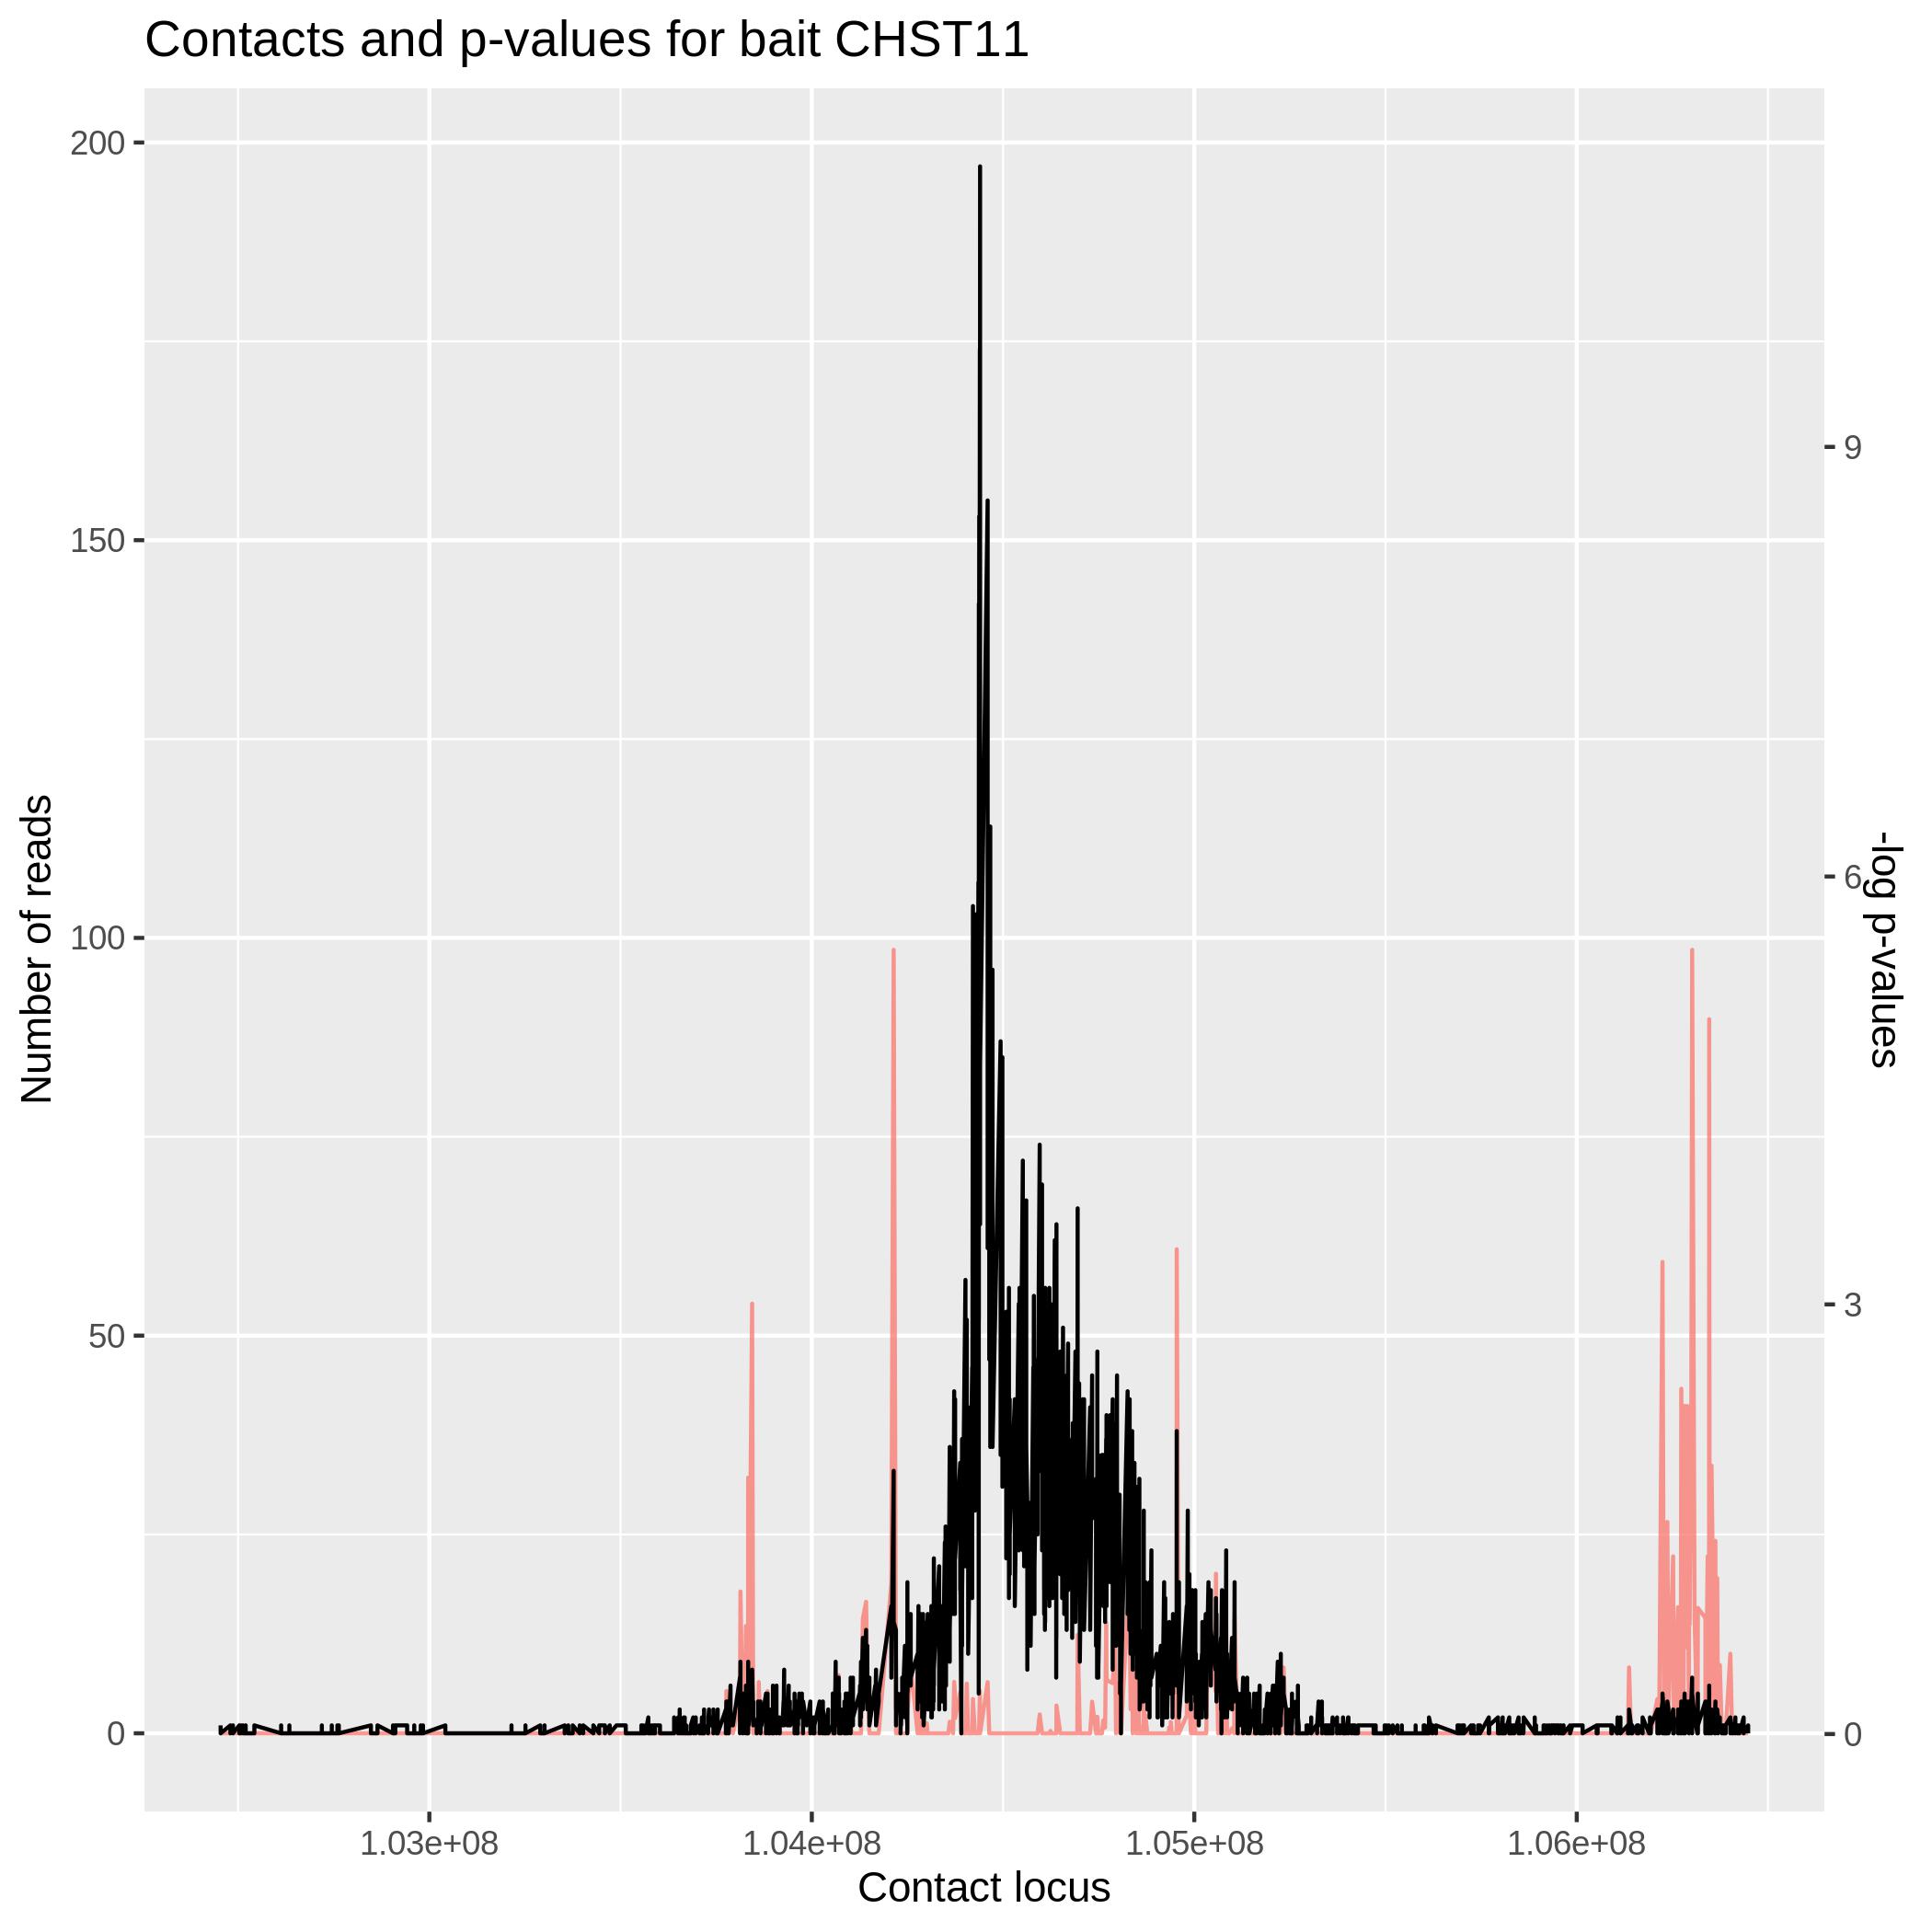 Contacts and p-values for bait CHST11
200
150
100
50
0
Number of reads
9
6
3
0
-log p-values
1.03e+08 1.04e+08 1.05e+08 1.06e+08
Contact locus